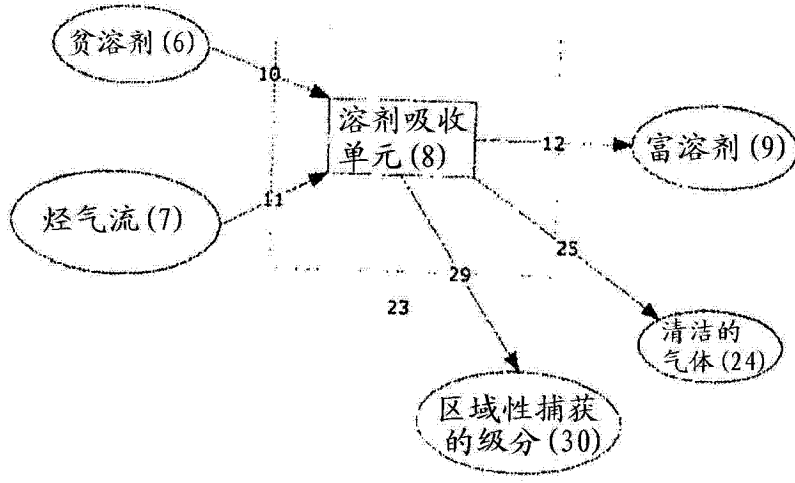 贫溶剂(6)
10
溶剂吸收
单元(8)
12
富溶剂(9)
烃气流(7)
11
25
29
23
清洁的
气体(24)
区域性捕获
的级分(30)